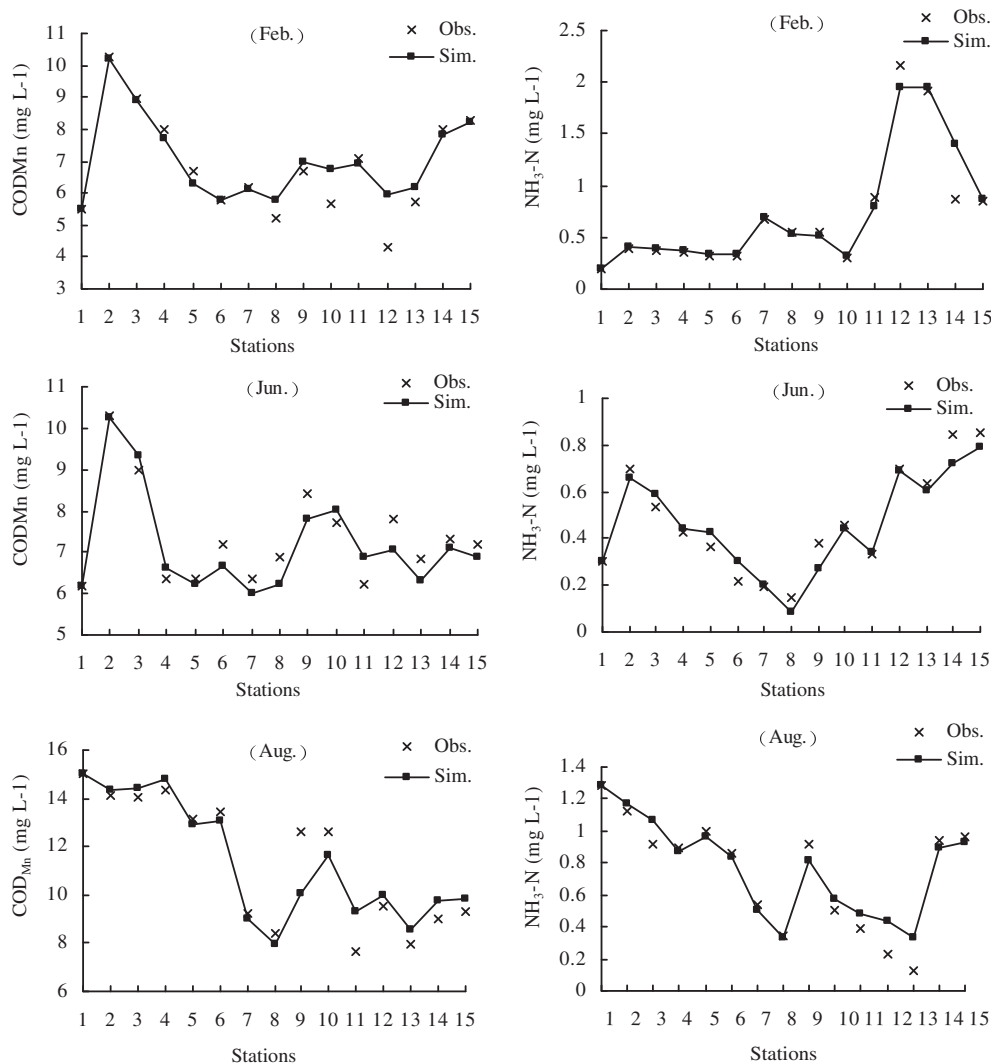 (Feb.)
× Obs.
Sim.
CODMn (mg L-1)
11
10
9
8
7
6
5
4
3
1 2 3 4 5 6 7 8 9 10 11 12 13 14 15
Stations
(Feb.)
× Obs.
Sim.
NH₃-N (mg L-1)
2.5
2
1.5
1
0.5
0
1 2 3 4 5 6 7 8 9 10 11 12 13 14 15
Stations
(Jun.)
× Obs.
Sim.
CODMn (mg L-1)
11
10
9
8
7
6
5
1 2 3 4 5 6 7 8 9 10 11 12 13 14 15
Stations
(Jun.)
× Obs.
Sim.
NH₃-N (mg L-1)
1
0.8
0.6
0.4
0.2
0
1 2 3 4 5 6 7 8 9 10 11 12 13 14 15
Stations
(Aug.)
× Obs.
Sim.
COD_Mn (mg L-1)
16
14
12
10
8
6
1 2 3 4 5 6 7 8 9 10 11 12 13 14 15
Stations
(Aug.)
× Obs.
Sim.
NH₃-N (mg L-1)
1.4
1.2
1
0.8
0.6
0.4
0.2
0
1 2 3 4 5 6 7 8 9 10 11 12 13 14 15
Stations